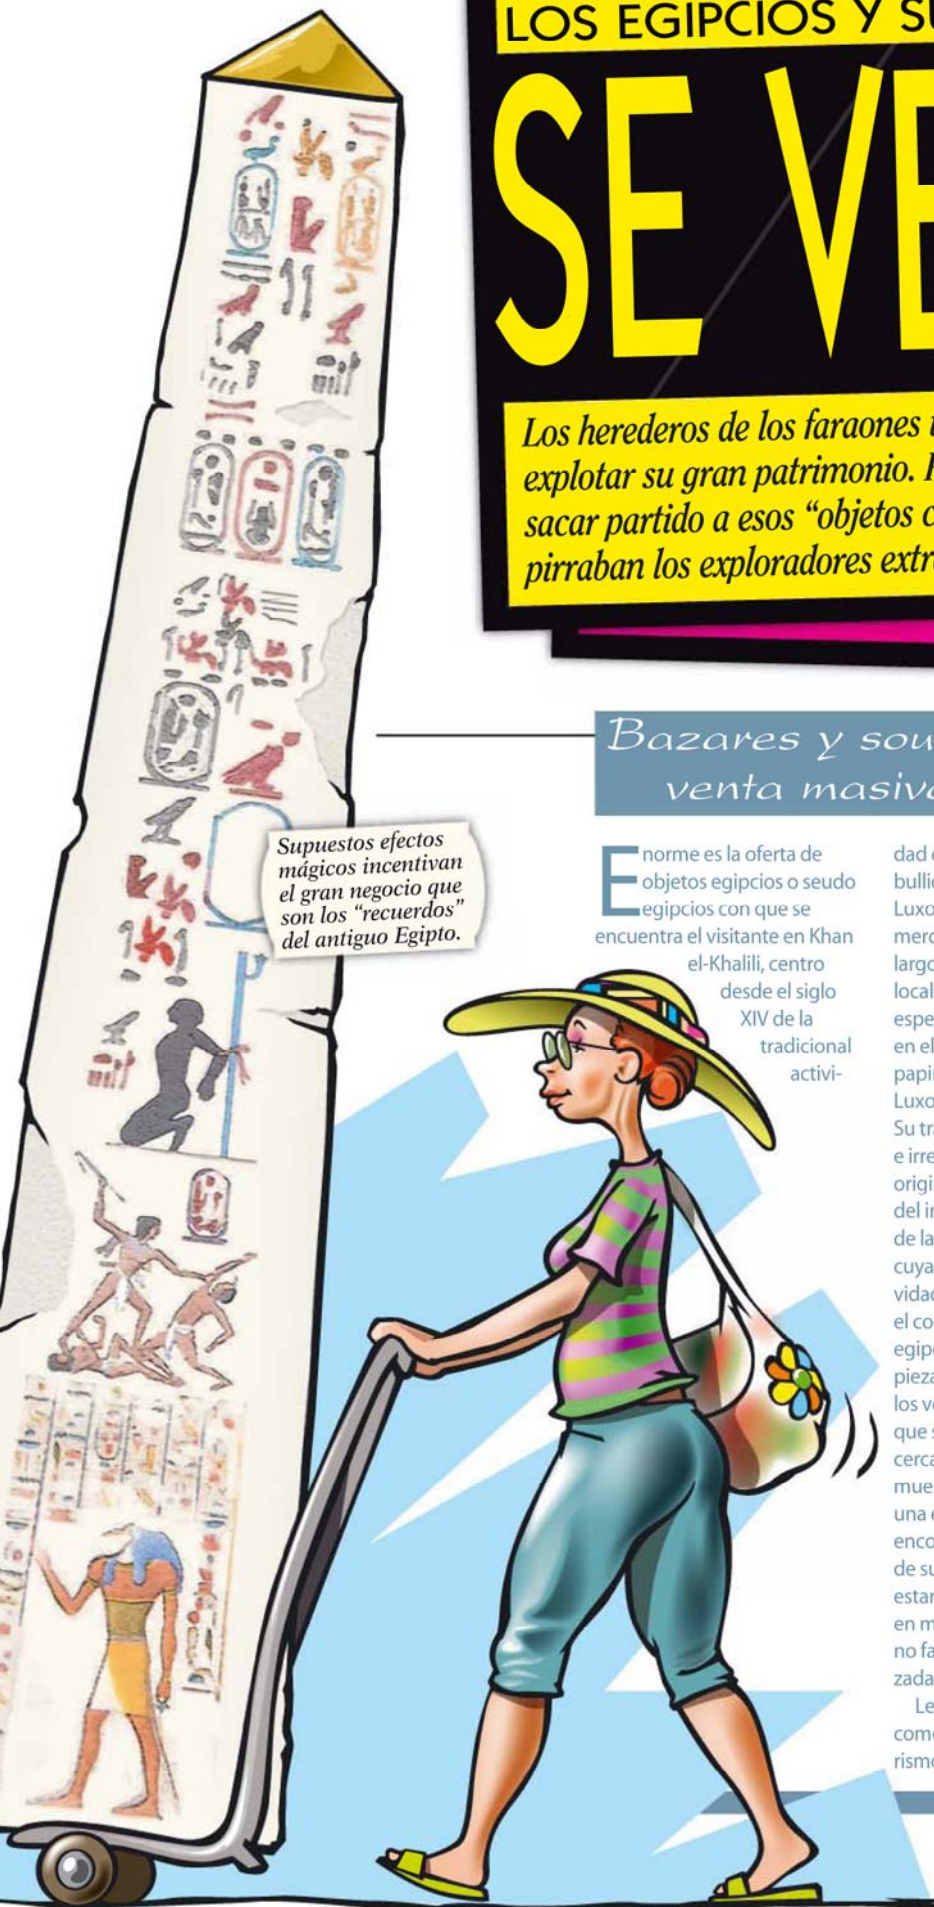 LOS EGIPCIOS Y SU
SE VE
Los herederos de los faraones
explotar su gran patrimonio.
sacar partido a esos “objetos c
pirraban los exploradores extr
Bazares y sou
venta masiva
Supuestos efectos
mágicos incentivan
el gran negocio que
son los “recuerdos”
del antiguo Egipto.
Enorme es la oferta de
objetos egipcios o seudo
egipcios con que se
encuentra el visitante en Khan
el-Khalili, centro
desde el siglo
XIV de la
tradicional
activi-
dad
bullic
Luxo
merc
largo
local
espe
en el
papir
Luxo
Su tra
e irre
origi
del in
de la
cuya
vidad
el co
egipc
pieza
los ve
que s
cerca
mues
una e
enco
de su
estar
en m
no fa
zada
Le
come
rismo